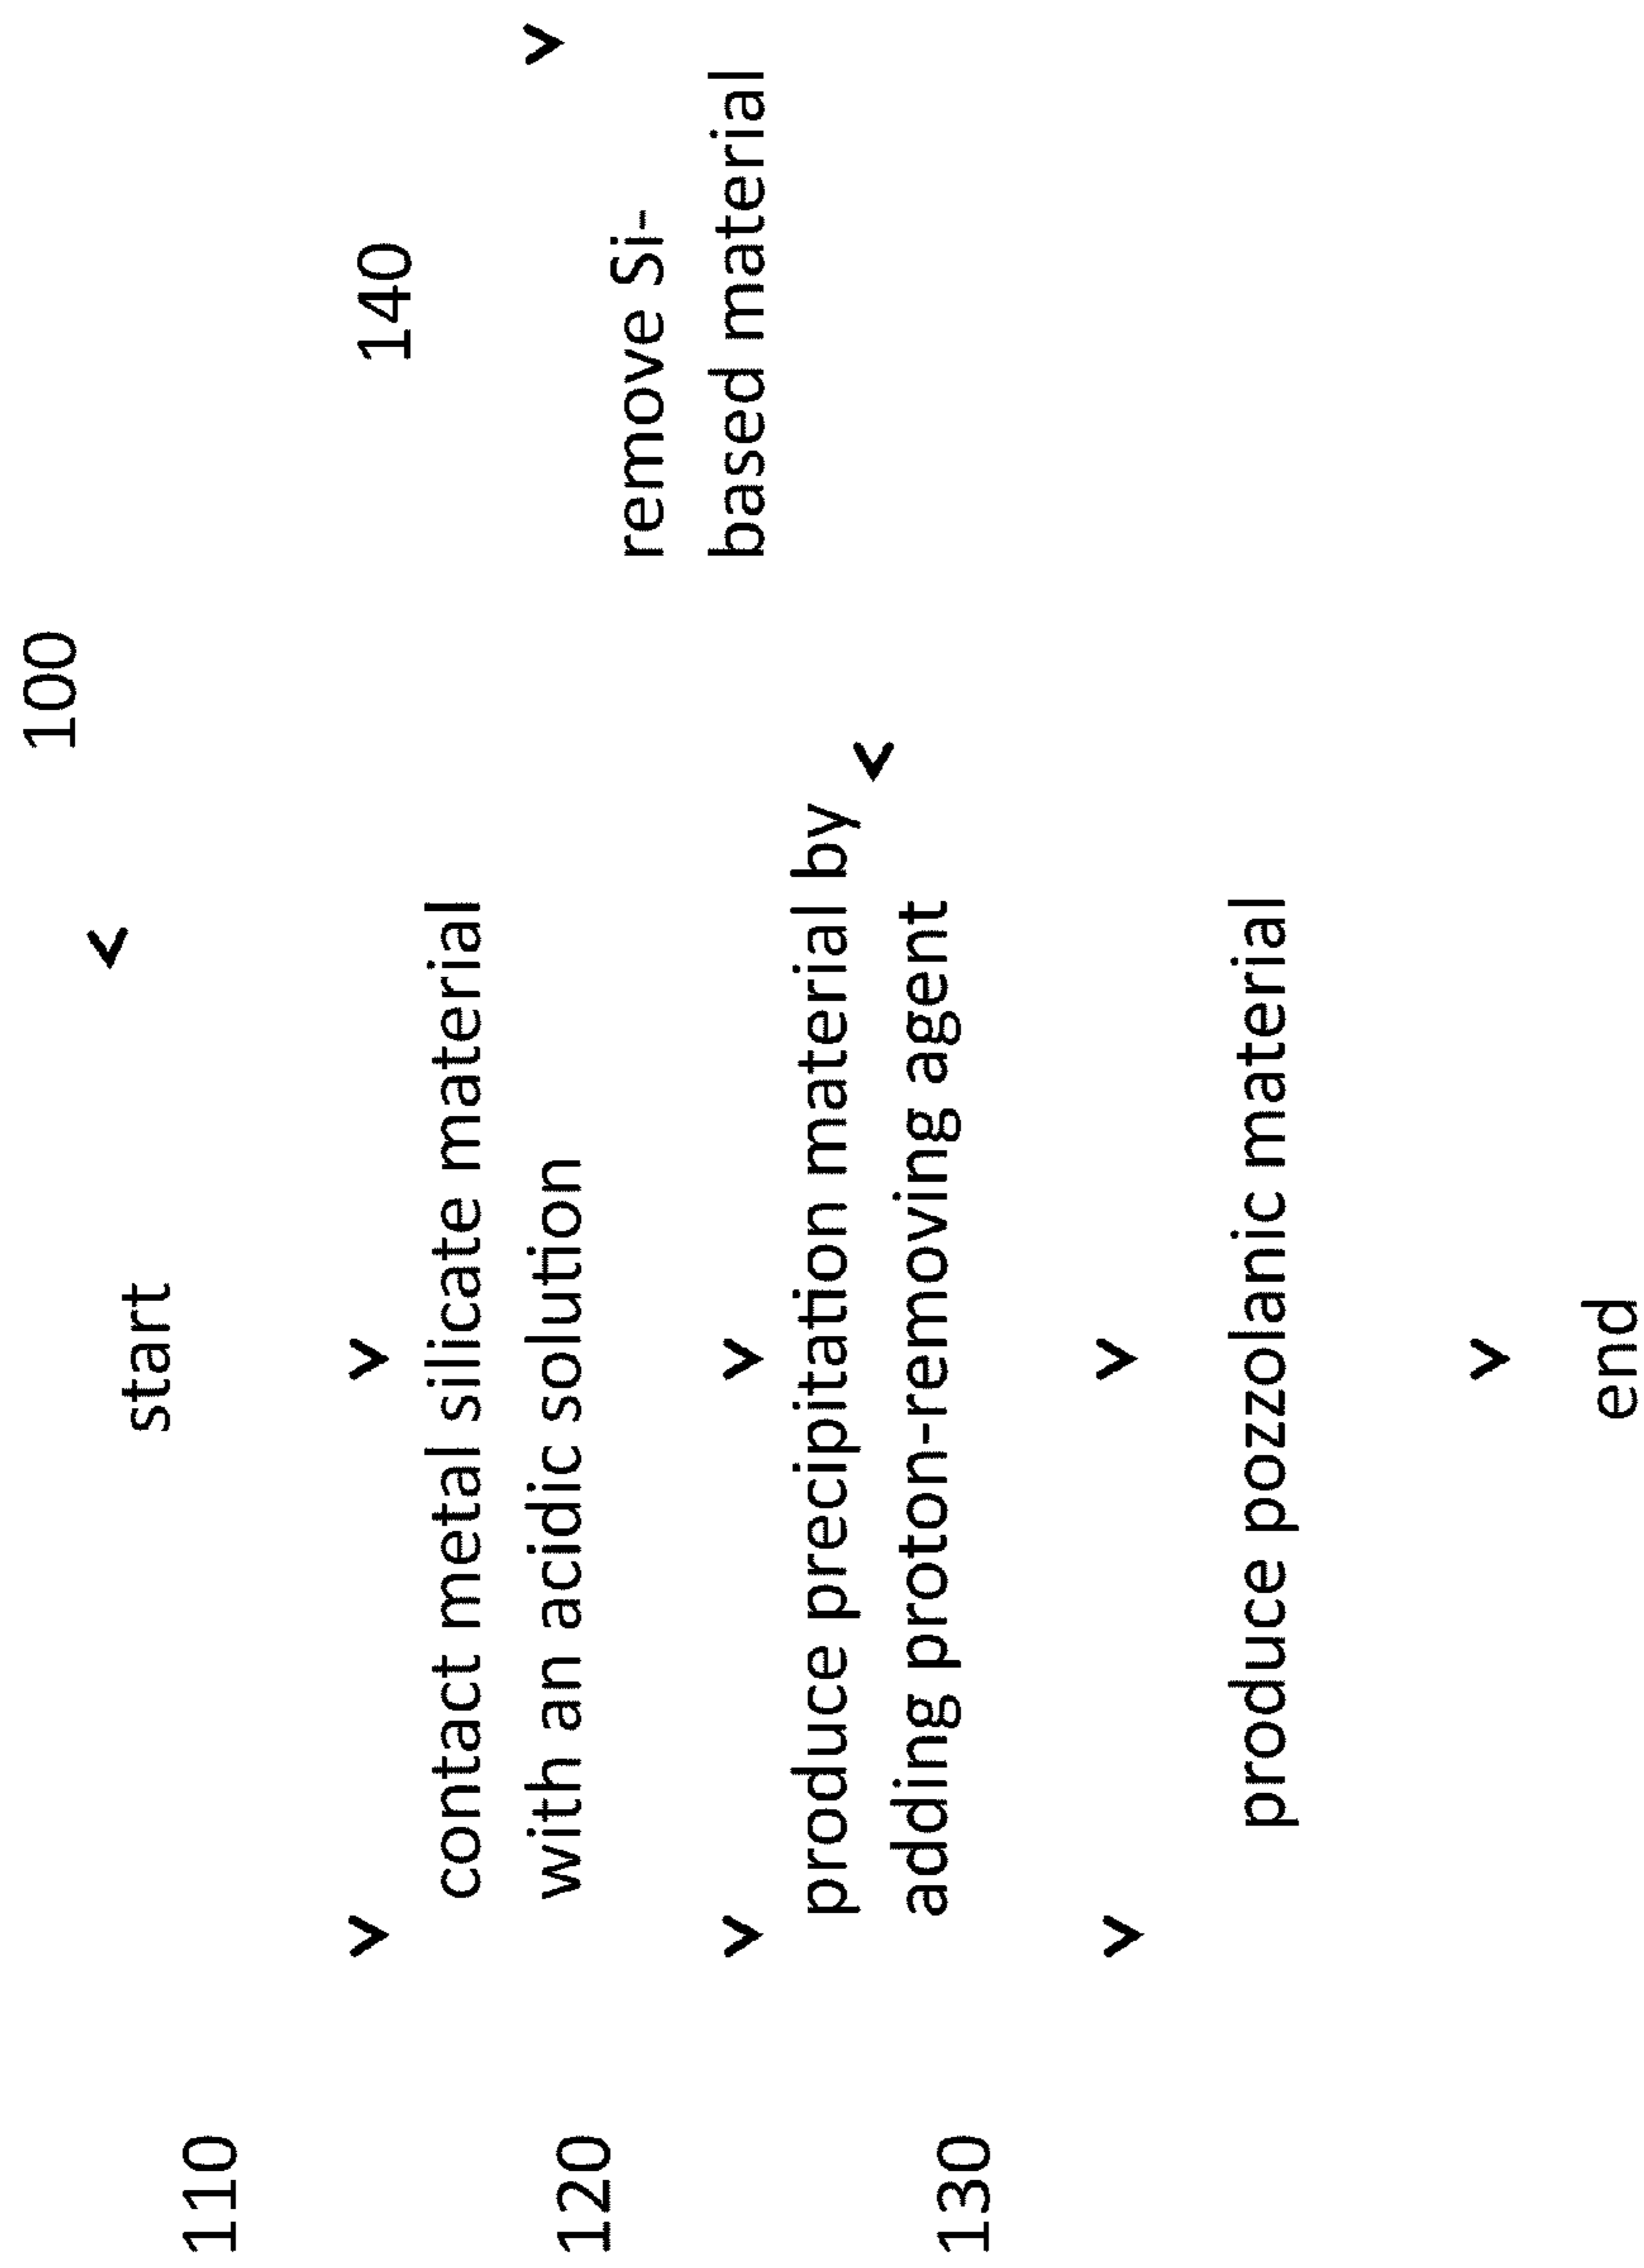 100
start
110
contact metal silicate material
with an acidic solution
140
remove Si-
based material
120
produce precipitation material by
adding proton-removing agent
130
produce pozzolanic material
end